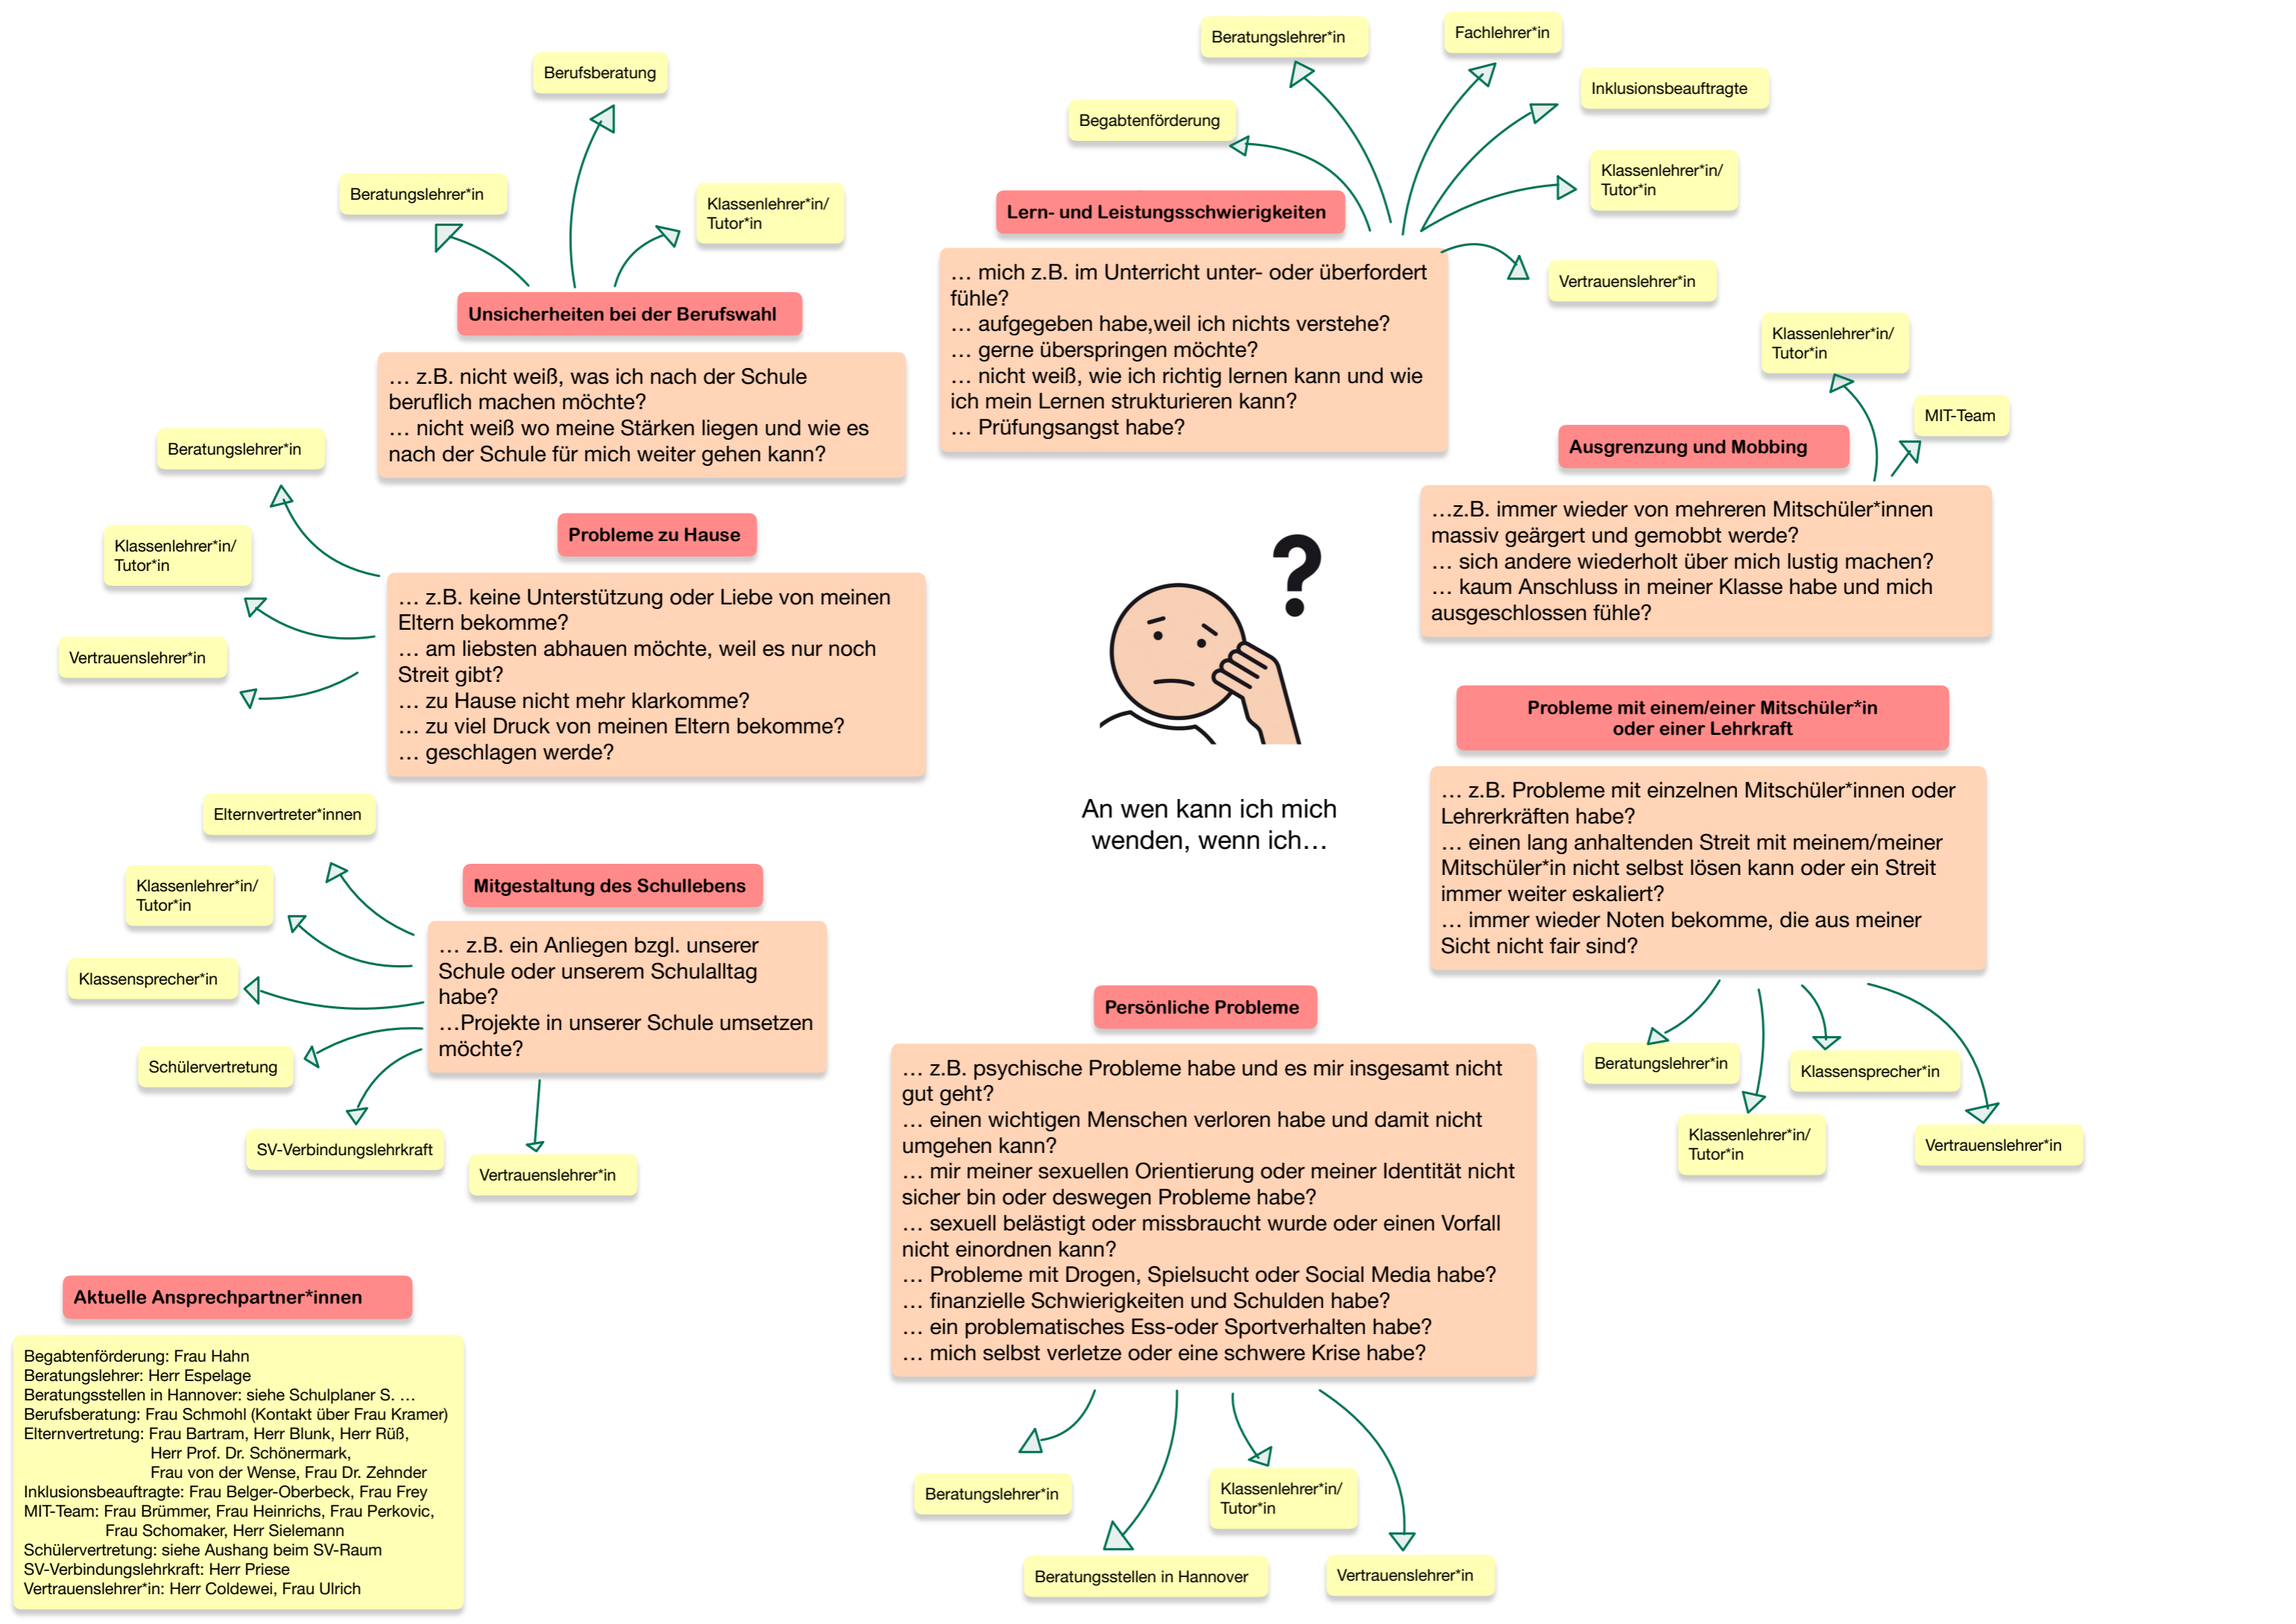 Berufsberatung
Beratungslehrer*in
Klassenlehrer*in/
Tutor*in
Unsicherheiten bei der Berufswahl
… z.B. nicht weiß, was ich nach der Schule
beruflich machen möchte?
… nicht weiß wo meine Stärken liegen und wie es
nach der Schule für mich weiter gehen kann?
Beratungslehrer*in
Fachlehrer*in
Inklusionsbeauftragte
Begabtenförderung
Klassenlehrer*in/
Tutor*in
Vertrauenslehrer*in
Lern- und Leistungsschwierigkeiten
… mich z.B. im Unterricht unter- oder überfordert
fühle?
… aufgegeben habe,weil ich nichts verstehe?
… gerne überspringen möchte?
… nicht weiß, wie ich richtig lernen kann und wie
ich mein Lernen strukturieren kann?
… Prüfungsangst habe?
Klassenlehrer*in/
Tutor*in
MIT-Team
Ausgrenzung und Mobbing
…z.B. immer wieder von mehreren Mitschüler*innen
massiv geärgert und gemobbt werde?
… sich andere wiederholt über mich lustig machen?
… kaum Anschluss in meiner Klasse habe und mich
ausgeschlossen fühle?
Beratungslehrer*in
Klassenlehrer*in/
Tutor*in
Vertrauenslehrer*in
Probleme zu Hause
… z.B. keine Unterstützung oder Liebe von meinen
Eltern bekomme?
… am liebsten abhauen möchte, weil es nur noch
Streit gibt?
… zu Hause nicht mehr klarkomme?
… zu viel Druck von meinen Eltern bekomme?
… geschlagen werde?
?
An wen kann ich mich
wenden, wenn ich…
Probleme mit einem/einer Mitschüler*in
oder einer Lehrkraft
… z.B. Probleme mit einzelnen Mitschüler*innen oder
Lehrerkräften habe?
… einen lang anhaltenden Streit mit meinem/meiner
Mitschüler*in nicht selbst lösen kann oder ein Streit
immer weiter eskaliert?
… immer wieder Noten bekomme, die aus meiner
Sicht nicht fair sind?
Beratungslehrer*in
Klassensprecher*in
Klassenlehrer*in/
Tutor*in
Vertrauenslehrer*in
Elternvertreter*innen
Klassenlehrer*in/
Tutor*in
Klassensprecher*in
Schülervertretung
SV-Verbindungslehrkraft
Vertrauenslehrer*in
Mitgestaltung des Schullebens
… z.B. ein Anliegen bzgl. unserer
Schule oder unserem Schulalltag
habe?
…Projekte in unserer Schule umsetzen
möchte?
Persönliche Probleme
… z.B. psychische Probleme habe und es mir insgesamt nicht
gut geht?
… einen wichtigen Menschen verloren habe und damit nicht
umgehen kann?
… mir meiner sexuellen Orientierung oder meiner Identität nicht
sicher bin oder deswegen Probleme habe?
… sexuell belästigt oder missbraucht wurde oder einen Vorfall
nicht einordnen kann?
… Probleme mit Drogen, Spielsucht oder Social Media habe?
… finanzielle Schwierigkeiten und Schulden habe?
… ein problematisches Ess-oder Sportverhalten habe?
… mich selbst verletze oder eine schwere Krise habe?
Beratungslehrer*in
Klassenlehrer*in/
Tutor*in
Beratungsstellen in Hannover
Vertrauenslehrer*in
Aktuelle Ansprechpartner*innen
Begabtenförderung: Frau Hahn
Beratungslehrer: Herr Espelage
Beratungsstellen in Hannover: siehe Schulplaner S. …
Berufsberatung: Frau Schmohl (Kontakt über Frau Kramer)
Elternvertretung: Frau Bartram, Herr Blunk, Herr Rüß,
Herr Prof. Dr. Schönermark,
Frau von der Wense, Frau Dr. Zehnder
Inklusionsbeauftragte: Frau Belger-Oberbeck, Frau Frey
MIT-Team: Frau Brümmer, Frau Heinrichs, Frau Perkovic,
Frau Schomaker, Herr Sielemann
Schülervertretung: siehe Aushang beim SV-Raum
SV-Verbindungslehrkraft: Herr Priese
Vertrauenslehrer*in: Herr Coldewei, Frau Ulrich